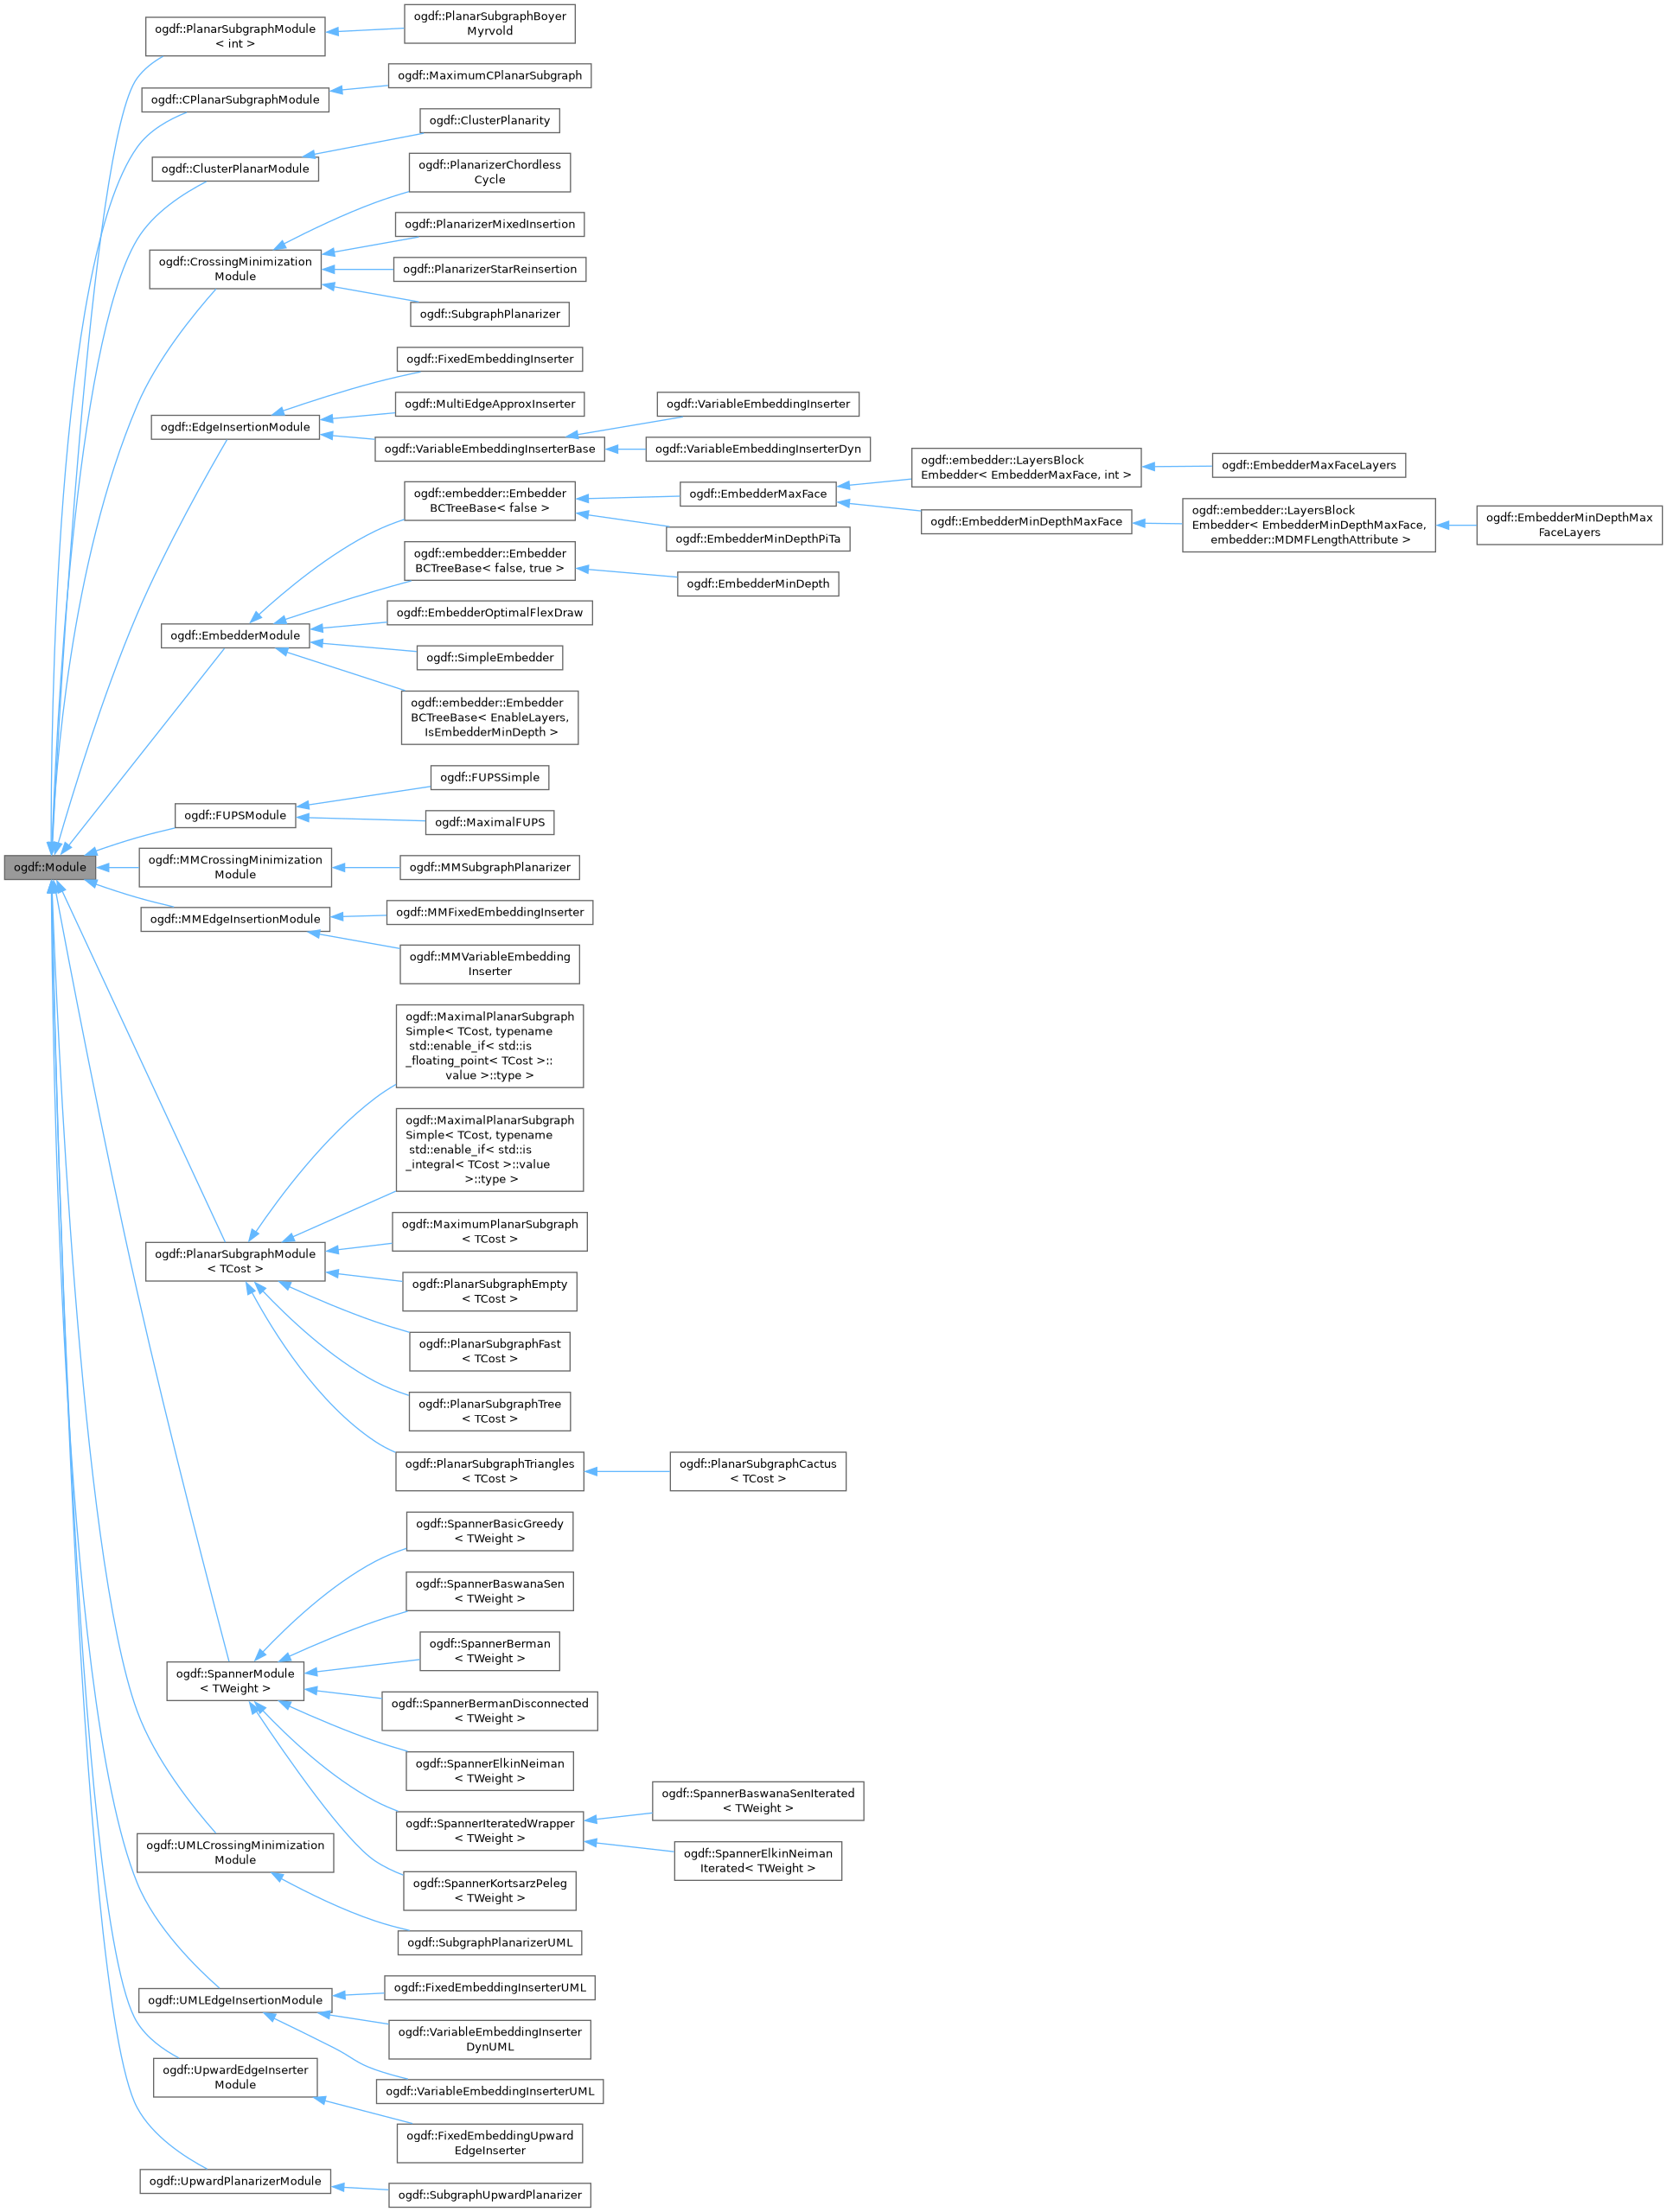 ogdf::Module
ogdf::PlanarSubgraphModule
< int >
ogdf::PlanarSubgraphBoyer
Myrvold
ogdf::CPlanarSubgraphModule
ogdf::MaximumCPlanarSubgraph
ogdf::ClusterPlanarModule
ogdf::ClusterPlanarity
ogdf::CrossingMinimization
Module
ogdf::PlanarizerChordless
Cycle
ogdf::PlanarizerMixedInsertion
ogdf::PlanarizerStarReinsertion
ogdf::SubgraphPlanarizer
ogdf::EdgeInsertionModule
ogdf::FixedEmbeddingInserter
ogdf::MultiEdgeApproxInserter
ogdf::VariableEmbeddingInserterBase
ogdf::VariableEmbeddingInserter
ogdf::VariableEmbeddingInserterDyn
ogdf::EmbedderModule
ogdf::embedder::Embedder
BCTreeBase< false >
ogdf::EmbedderMaxFace
ogdf::embedder::LayersBlock
Embedder< EmbedderMaxFace, int >
ogdf::EmbedderMaxFaceLayers
ogdf::EmbedderMinDepthMaxFace
ogdf::embedder::LayersBlock
Embedder< EmbedderMinDepthMaxFace,
embedder::MDMFLengthAttribute >
ogdf::EmbedderMinDepthMax
FaceLayers
ogdf::EmbedderMinDepthPiTa
ogdf::embedder::Embedder
BCTreeBase< false, true >
ogdf::EmbedderMinDepth
ogdf::EmbedderOptimalFlexDraw
ogdf::SimpleEmbedder
ogdf::embedder::Embedder
BCTreeBase< EnableLayers,
IsEmbedderMinDepth >
ogdf::FUPSModule
ogdf::FUPSSimple
ogdf::MaximalFUPS
ogdf::MMCrossingMinimization
Module
ogdf::MMSubgraphPlanarizer
ogdf::MMEdgeInsertionModule
ogdf::MMFixedEmbeddingInserter
ogdf::MMVariableEmbedding
Inserter
ogdf::PlanarSubgraphModule
< TCost >
ogdf::MaximalPlanarSubgraph
Simple< TCost, typename
std::enable_if< std::is
_floating_point< TCost >::
value >::type >
ogdf::MaximalPlanarSubgraph
Simple< TCost, typename
std::enable_if< std::is
_integral< TCost >::value
>::type >
ogdf::MaximumPlanarSubgraph
< TCost >
ogdf::PlanarSubgraphEmpty
< TCost >
ogdf::PlanarSubgraphFast
< TCost >
ogdf::PlanarSubgraphTree
< TCost >
ogdf::PlanarSubgraphTriangles
< TCost >
ogdf::PlanarSubgraphCactus
< TCost >
ogdf::SpannerModule
< TWeight >
ogdf::SpannerBasicGreedy
< TWeight >
ogdf::SpannerBaswanaSen
< TWeight >
ogdf::SpannerBerman
< TWeight >
ogdf::SpannerBermanDisconnected
< TWeight >
ogdf::SpannerElkinNeiman
< TWeight >
ogdf::SpannerIteratedWrapper
< TWeight >
ogdf::SpannerBaswanaSenIterated
< TWeight >
ogdf::SpannerElkinNeiman
Iterated< TWeight >
ogdf::SpannerKortsarzPeleg
< TWeight >
ogdf::UMLCrossingMinimization
Module
ogdf::SubgraphPlanarizerUML
ogdf::UMLEdgeInsertionModule
ogdf::FixedEmbeddingInserterUML
ogdf::VariableEmbeddingInserter
DynUML
ogdf::VariableEmbeddingInserterUML
ogdf::UpwardEdgeInserter
Module
ogdf::FixedEmbeddingUpward
EdgeInserter
ogdf::UpwardPlanarizerModule
ogdf::SubgraphUpwardPlanarizer